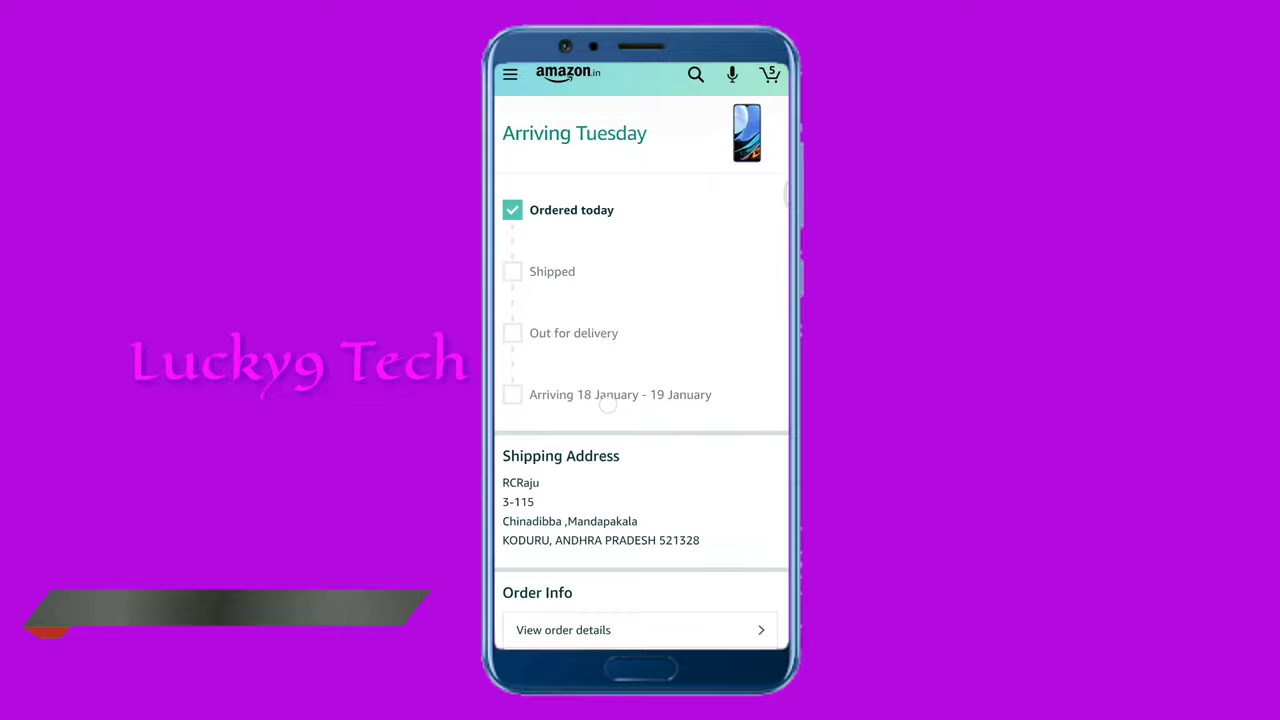 amazon.in
5
Arriving Tuesday
Ordered today
Shipped
Out for delivery
Arriving 18 January - 19 January
Lucky9 Tech
Shipping Address
RCRaju
3-115
Chinadibba ,Mandapakala
KODURU, ANDHRA PRADESH 521328
Order Info
View order details